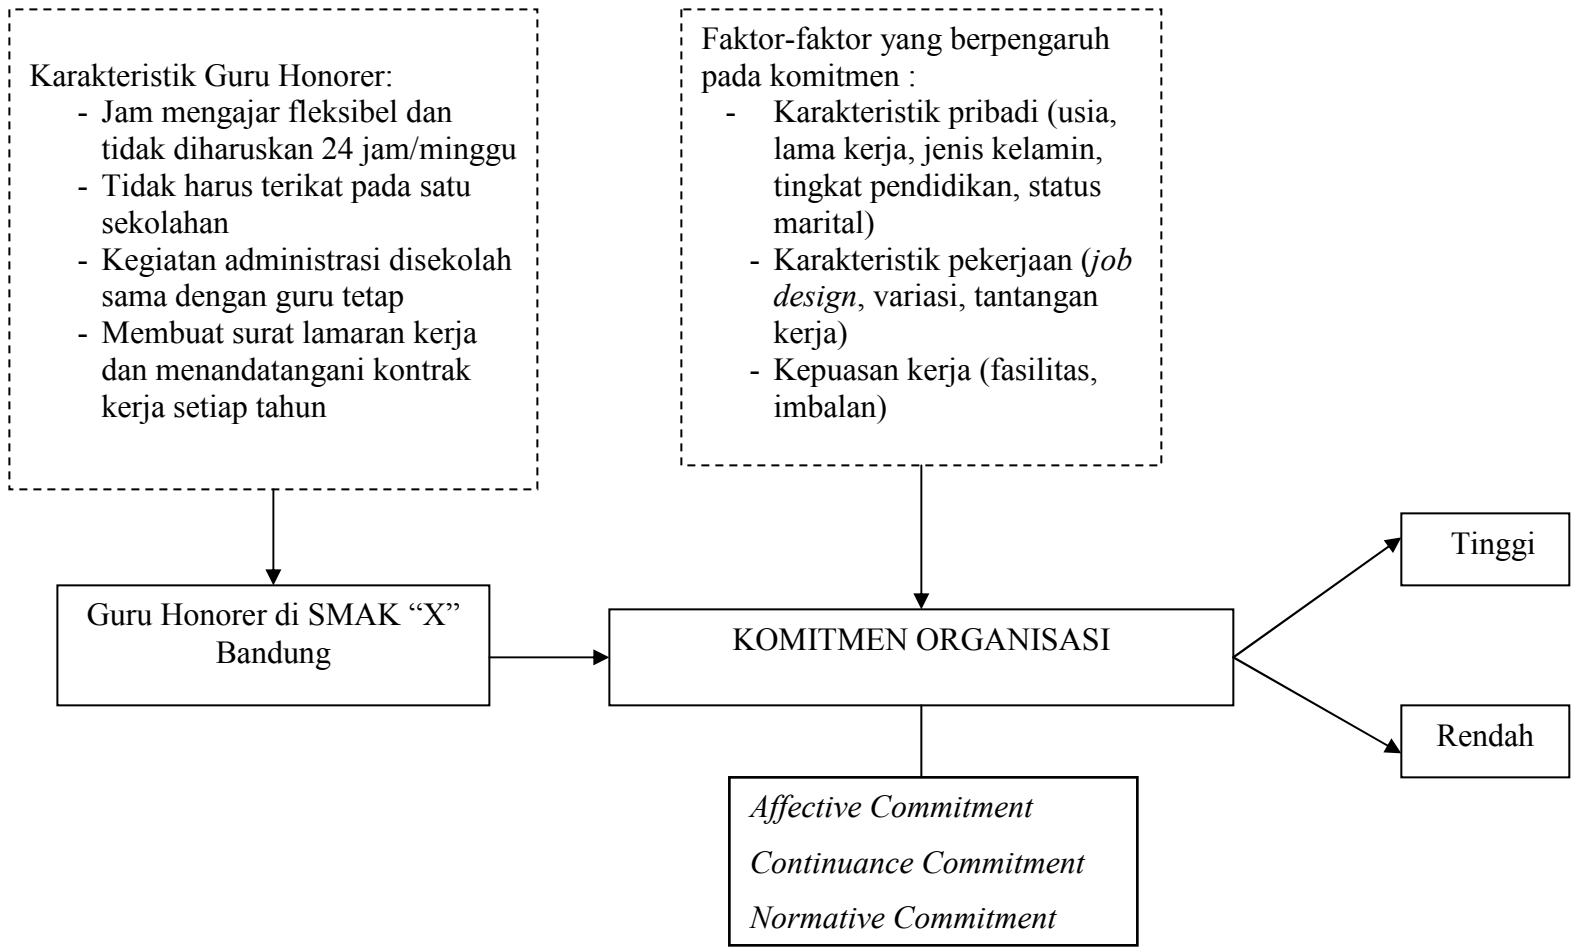 Karakteristik Guru Honorer:
- Jam mengajar fleksibel dan
tidak diharuskan 24 jam/minggu
- Tidak harus terikat pada satu
sekolahan
- Kegiatan administrasi disekolah
sama dengan guru tetap
- Membuat surat lamaran kerja
dan menandatangani kontrak
kerja setiap tahun
Faktor-faktor yang berpengaruh
pada komitmen :
- Karakteristik pribadi (usia,
lama kerja, jenis kelamin,
tingkat pendidikan, status
marital)
- Karakteristik pekerjaan (job
design, variasi, tantangan
kerja)
- Kepuasan kerja (fasilitas,
imbalan)
Guru Honorer di SMAK “X”
Bandung
KOMITMEN ORGANISASI
Tinggi
Rendah
Affective Commitment
Continuance Commitment
Normative Commitment